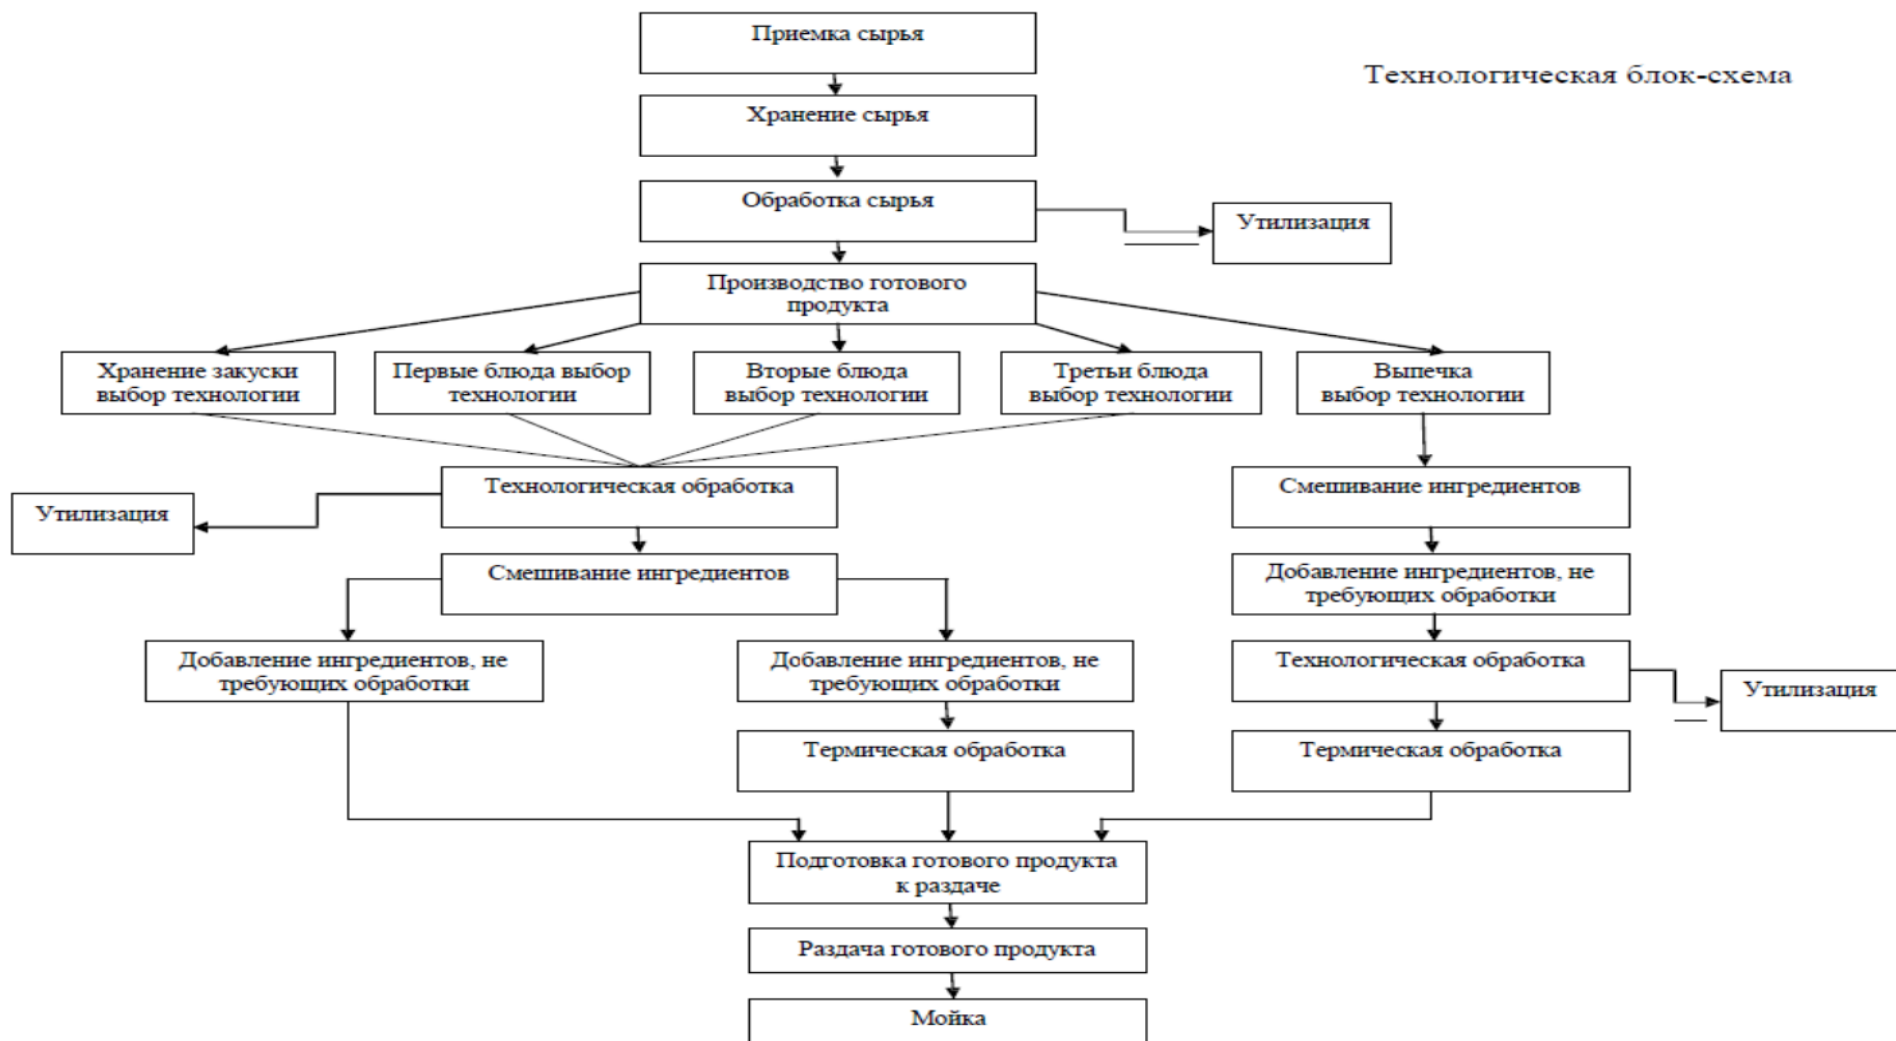 Приемка сырья
Технологическая блок-схема
Хранение сырья
Обработка сырья
Утилизация
Производство готового
продукта
Хранение закуски
выбор технологии
Первые блюда выбор
технологии
Вторые блюда
выбор технологии
Третьи блюда
выбор технологии
Выпечка
выбор технологии
Технологическая обработка
Смешивание ингредиентов
Утилизация
Смешивание ингредиентов
Добавление ингредиентов, не
требующих обработки
Добавление ингредиентов, не
требующих обработки
Добавление ингредиентов, не
требующих обработки
Технологическая обработка
Утилизация
Термическая обработка
Термическая обработка
Подготовка готового продукта
к раздаче
Раздача готового продукта
Мойка